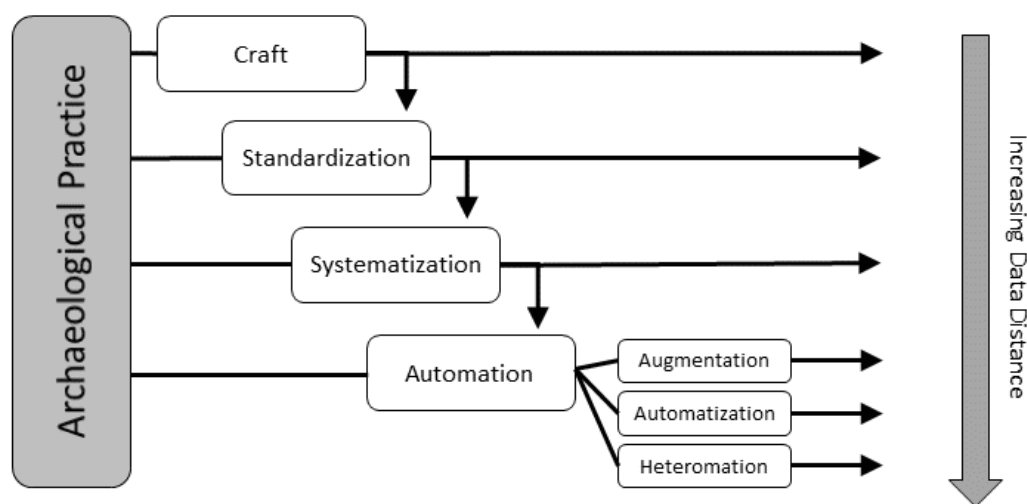 Archaeological Practice
Craft
Standardization
Systematization
Automation
Augmentation
Automatization
Heteromation
Increasing Data Distance